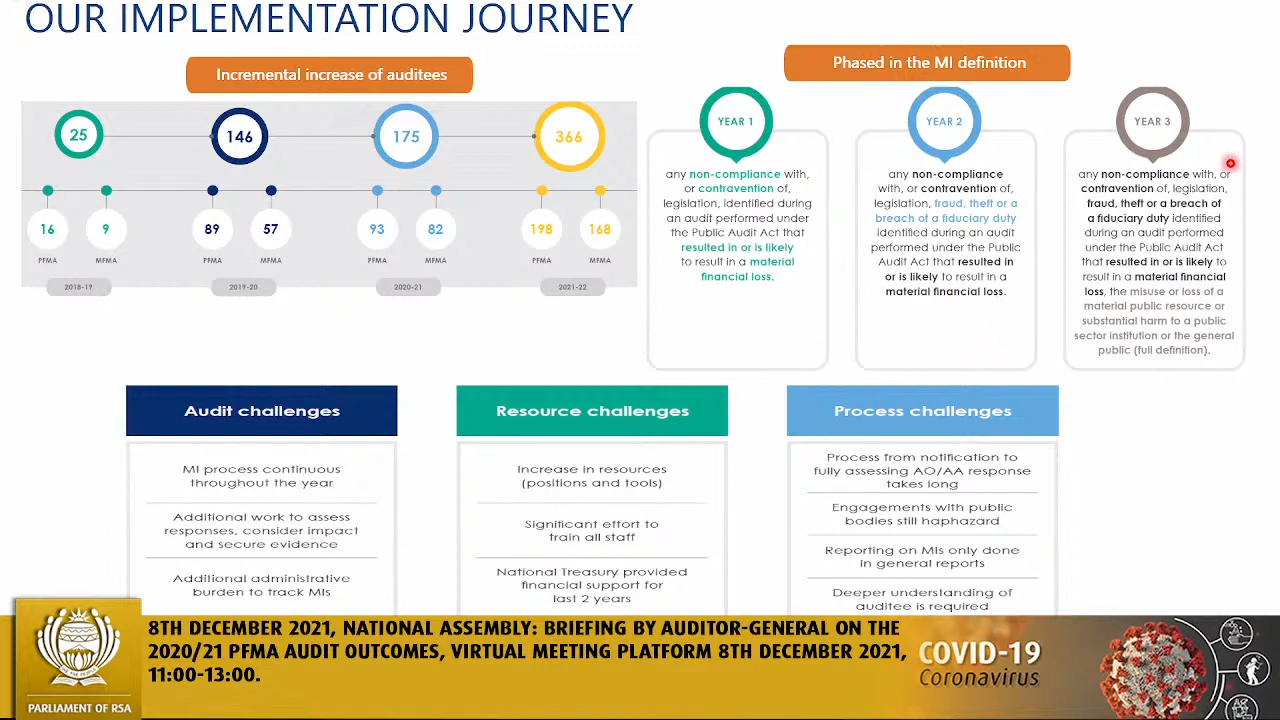 OUR IMPLEMENTATION JOURNEY
Incremental increase of auditees
25
146
175
366
16
9
89
57
93
82
198
168
PFMA
MFMA
PFMA
MFMA
PFMA
MFMA
PFMA
MFMA
2018-19
2019-20
2020-21
2021-22
Phased in the MI definition
YEAR 1
any non-compliance with,
or contravention of,
legislation, identified during
an audit performed under
the Public Audit Act that
resulted in or is likely
to result in a material
financial loss.
YEAR 2
any non-compliance
with, or contravention of,
legislation, fraud, theft or a
breach of a fiduciary duty
identified during an audit
performed under the Public
Audit Act that resulted in
or is likely to result in a
material financial loss.
YEAR 3
any non-compliance with, or
contravention of, legislation,
fraud, theft or a breach of
a fiduciary duty identified
during an audit performed
under the Public Audit Act
that resulted in or is likely to
result in a material financial
loss, the misuse or loss of a
material public resource or
substantial harm to a public
sector institution or the general
public (full definition).
Audit challenges
MI process continuous
throughout the year
Additional work to assess
responses, consider impact
and secure evidence
Additional administrative
burden to track MIs
Resource challenges
Increase in resources
(positions and tools)
Significant effort to
train all staff
National Treasury provided
financial support for
last 2 years
Process challenges
Process from notification to
fully assessing AO/AA response
takes long
Engagements with public
bodies still haphazard
Reporting on MIs only done
in general reports
Deeper understanding of
auditee is required
PARLIAMENT OF RSA
8TH DECEMBER 2021, NATIONAL ASSEMBLY: BRIEFING BY AUDITOR-GENERAL ON THE
2020/21 PFMA AUDIT OUTCOMES, VIRTUAL MEETING PLATFORM 8TH DECEMBER 2021,
11:00-13:00.
COVID-19
Coronavirus